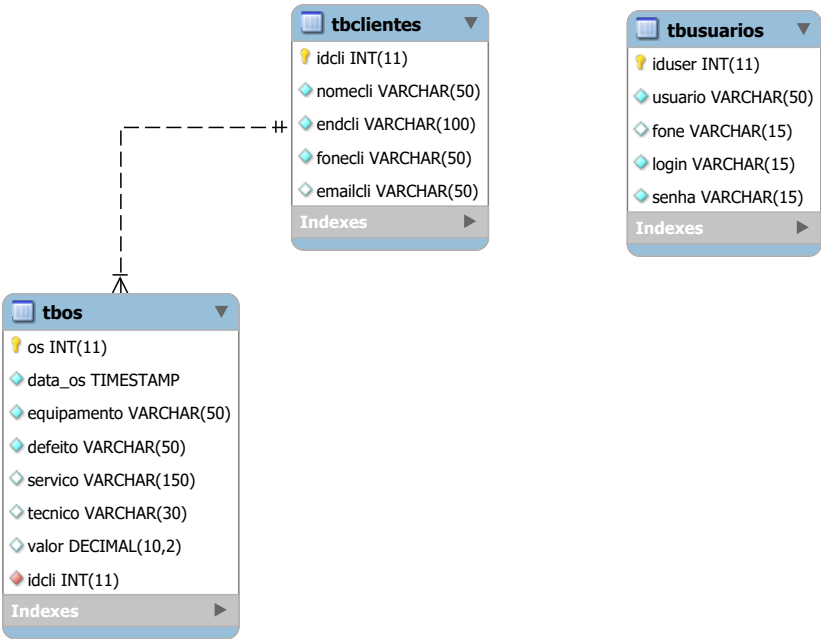 tbclientes
idcli INT(11)
nomecli VARCHAR(50)
endcli VARCHAR(100)
fonecli VARCHAR(50)
emailcli VARCHAR(50)
Indexes
tbusuarios
iduser INT(11)
usuario VARCHAR(50)
fone VARCHAR(15)
login VARCHAR(15)
senha VARCHAR(15)
Indexes
tbos
os INT(11)
data_os TIMESTAMP
equipamento VARCHAR(50)
defeito VARCHAR(50)
servico VARCHAR(150)
tecnico VARCHAR(30)
valor DECIMAL(10,2)
idcli INT(11)
Indexes